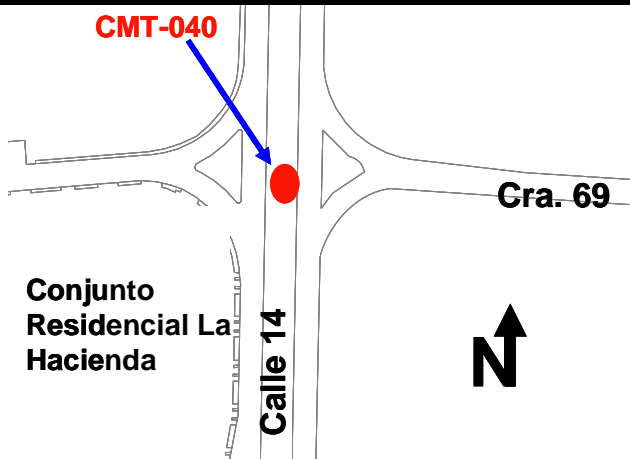 CMT-040
Cra. 69
Conjunto
Residencial La
Hacienda
Calle 14
N